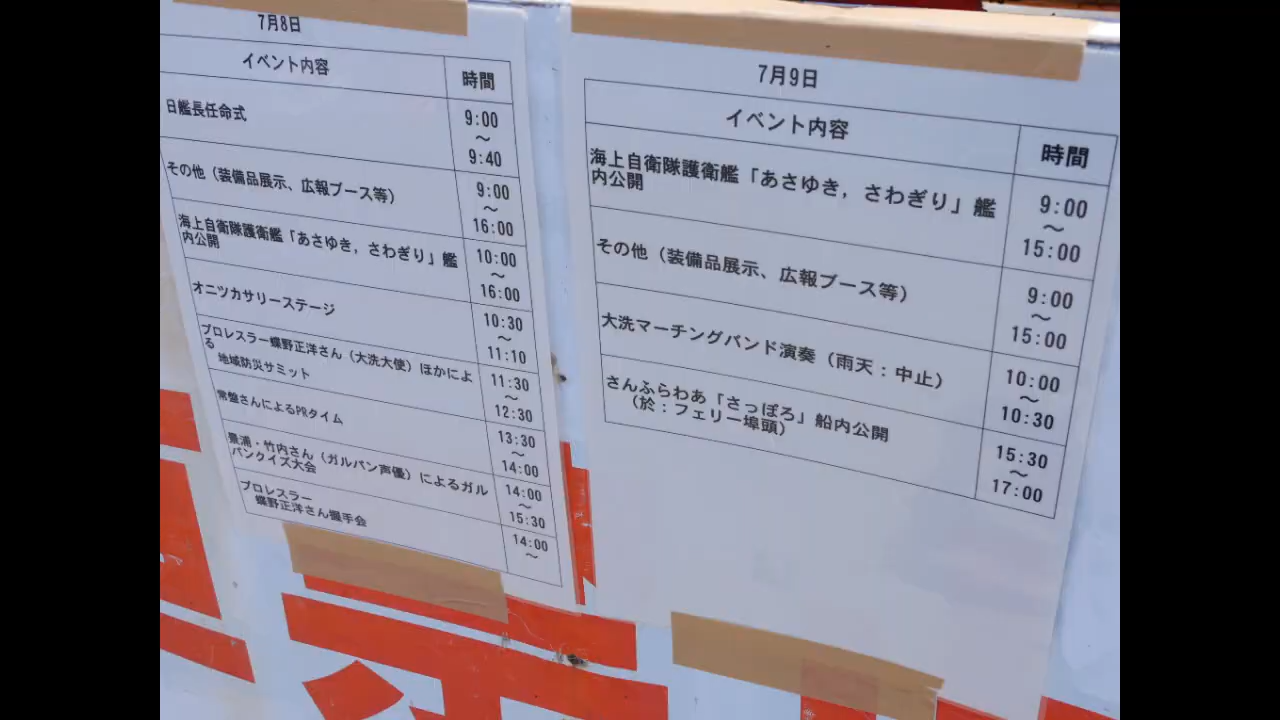 7月8日
イベント内容 時間
日艦長任命式 9:00
～
9:40
その他（装備品展示、広報ブース等） 9:00
～
16:00
海上自衛隊護衛艦「あさゆき，さわぎり」艦
内公開 10:00
～
16:00
オニツカサリーステージ 10:30
～
11:10
プロレスラー蝶野正洋さん（大洗大使）ほかによ
る
地域防災サミット 11:30
～
12:30
常盤さんによるPRタイム 13:30
～
14:00
景浦・竹内さん（ガルパン声優）によるガル
パンクイズ大会 14:00
～
15:30
プロレスラー
蝶野正洋さん握手会 14:00
～
7月9日
イベント内容 時間
海上自衛隊護衛艦「あさゆき，さわぎり」艦
内公開 9:00
～
15:00
その他（装備品展示、広報ブース等） 9:00
～
15:00
大洗マーチングバンド演奏（雨天：中止） 10:00
～
10:30
さんふらわあ「さっぽろ」船内公開
（於：フェリー埠頭） 15:30
～
17:00